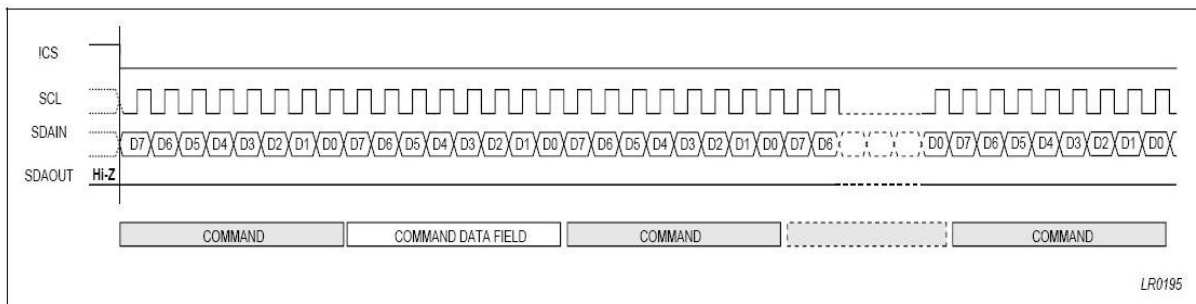 !CS
SCL
SDAIN D7 D6 D5 D4 D3 D2 D1 D0 D7 D6 D5 D4 D3 D2 D1 D0 D7 D6 D5 D4 D3 D2 D1 D0 D7 D6 D0 D7 D6 D5 D4 D3 D2 D1 D0
SDAOUT Hi-Z
COMMAND COMMAND DATA FIELD COMMAND COMMAND
LR0195